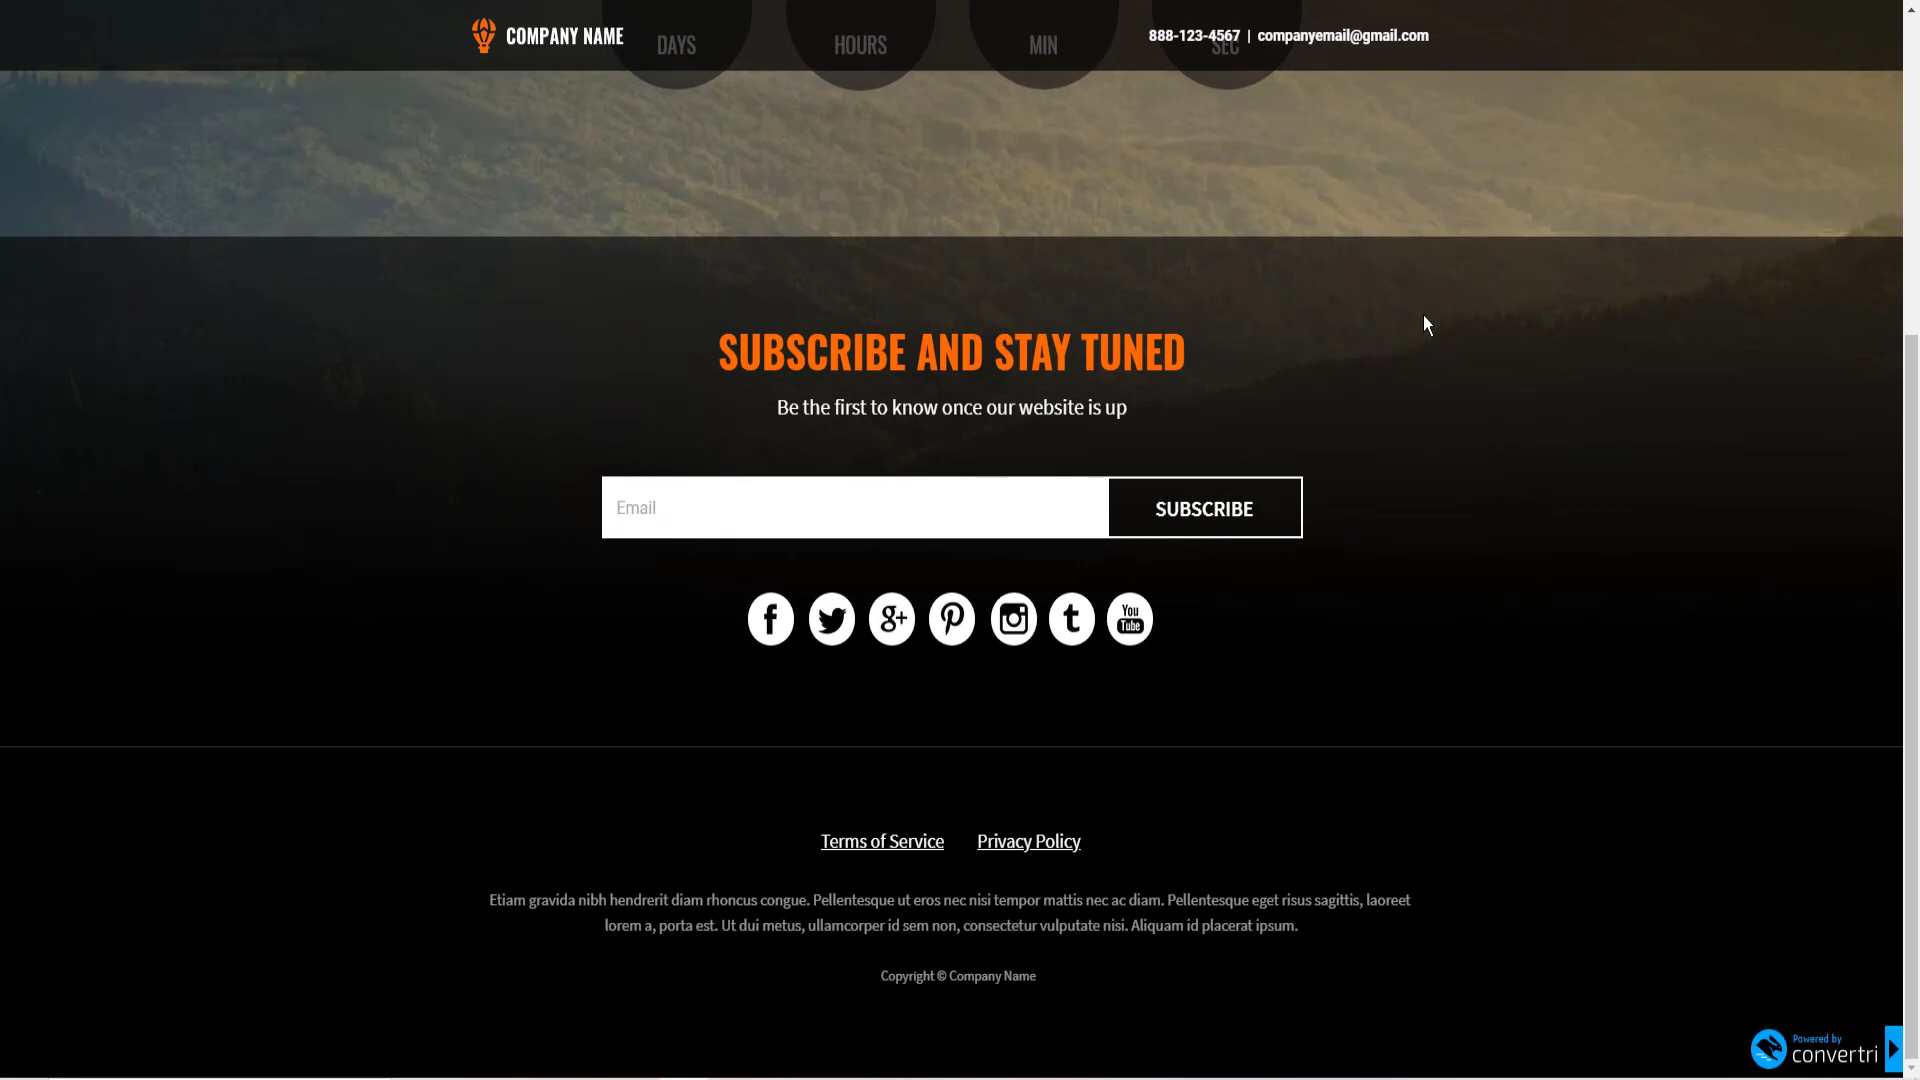 COMPANY NAME
888-123-4567 | companyemail@gmail.com
DAYS HOURS MIN SEC
SUBSCRIBE AND STAY TUNED
Be the first to know once our website is up
Email
SUBSCRIBE
f g+ t You Tube
Terms of Service Privacy Policy
Etiam gravida nibh hendrerit diam rhoncus congue. Pellentesque ut eros nec nisi tempor mattis nec ac diam. Pellentesque eget risus sagittis, laoreet
lorem a, porta est. Ut dui metus, ullamcorper id sem non, consectetur vulputate nisi. Aliquam id placerat ipsum.
Copyright © Company Name
Powered by
convertri